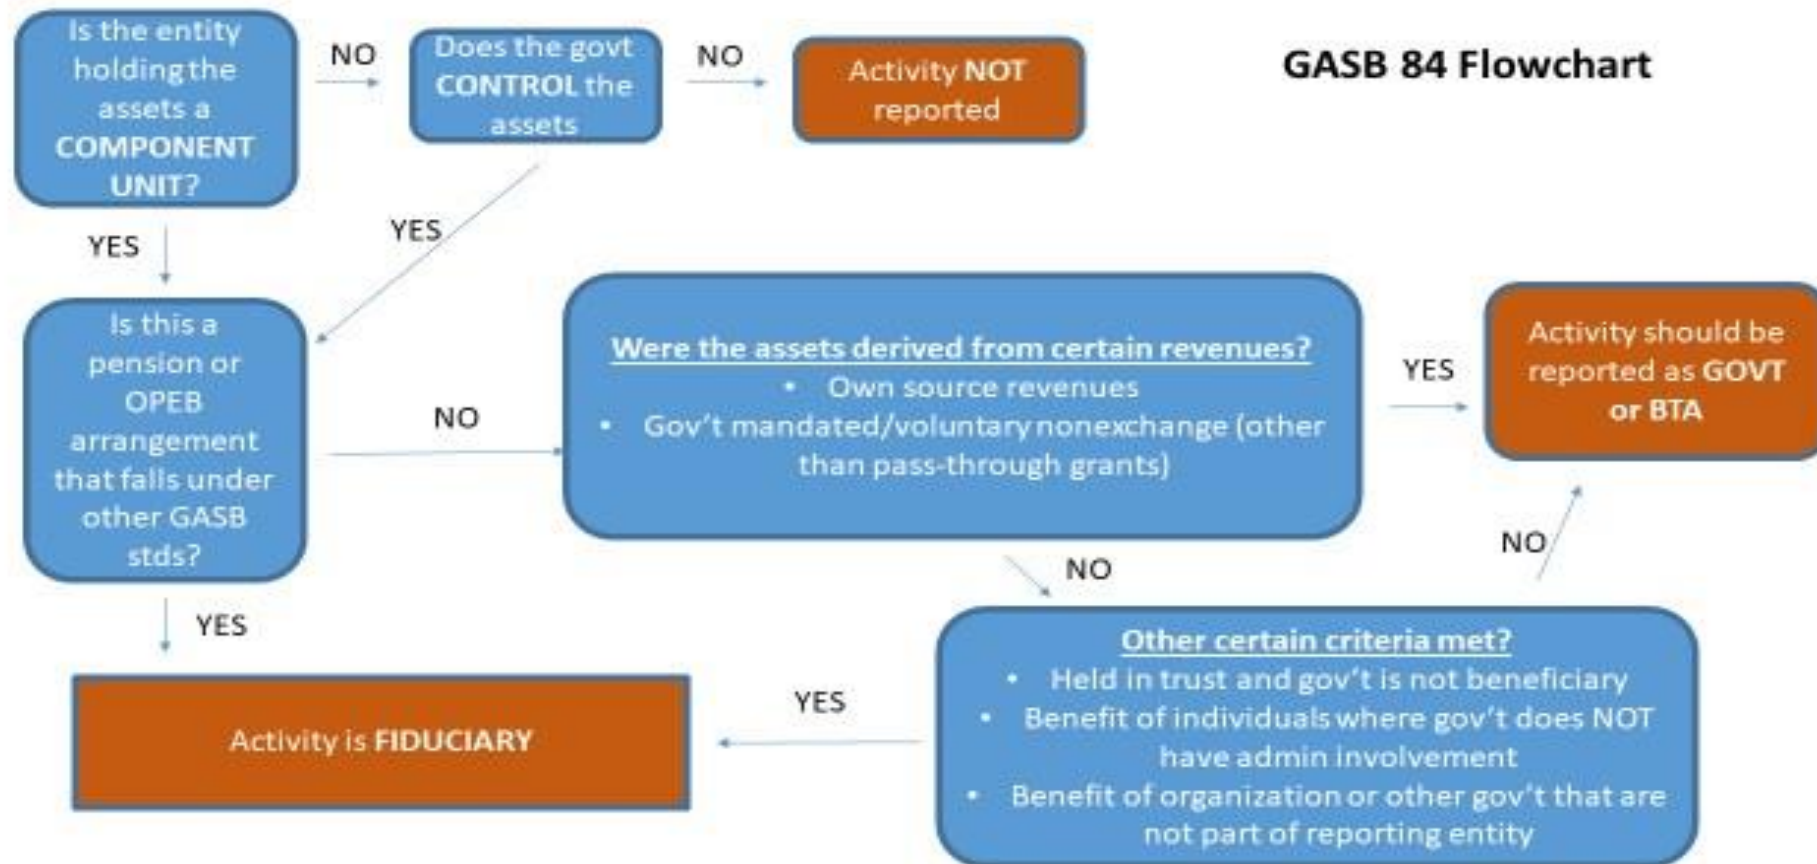 Is the entity
holding the
assets a
COMPONENT
UNIT?
NO
Does the govt
CONTROL the
assets
NO
Activity NOT
reported
GASB 84 Flowchart
YES
YES
Is this a
pension or
OPEB
arrangement
that falls under
other GASB
stds?
NO
Were the assets derived from certain revenues?
• Own source revenues
• Gov't mandated/voluntary nonexchange (other
than pass-through grants)
YES
Activity should be
reported as GOVT
or BTA
NO
NO
YES
Other certain criteria met?
• Held in trust and gov't is not beneficiary
• Benefit of individuals where gov't does NOT
have admin involvement
• Benefit of organization or other gov't that are
not part of reporting entity
YES
Activity is FIDUCIARY